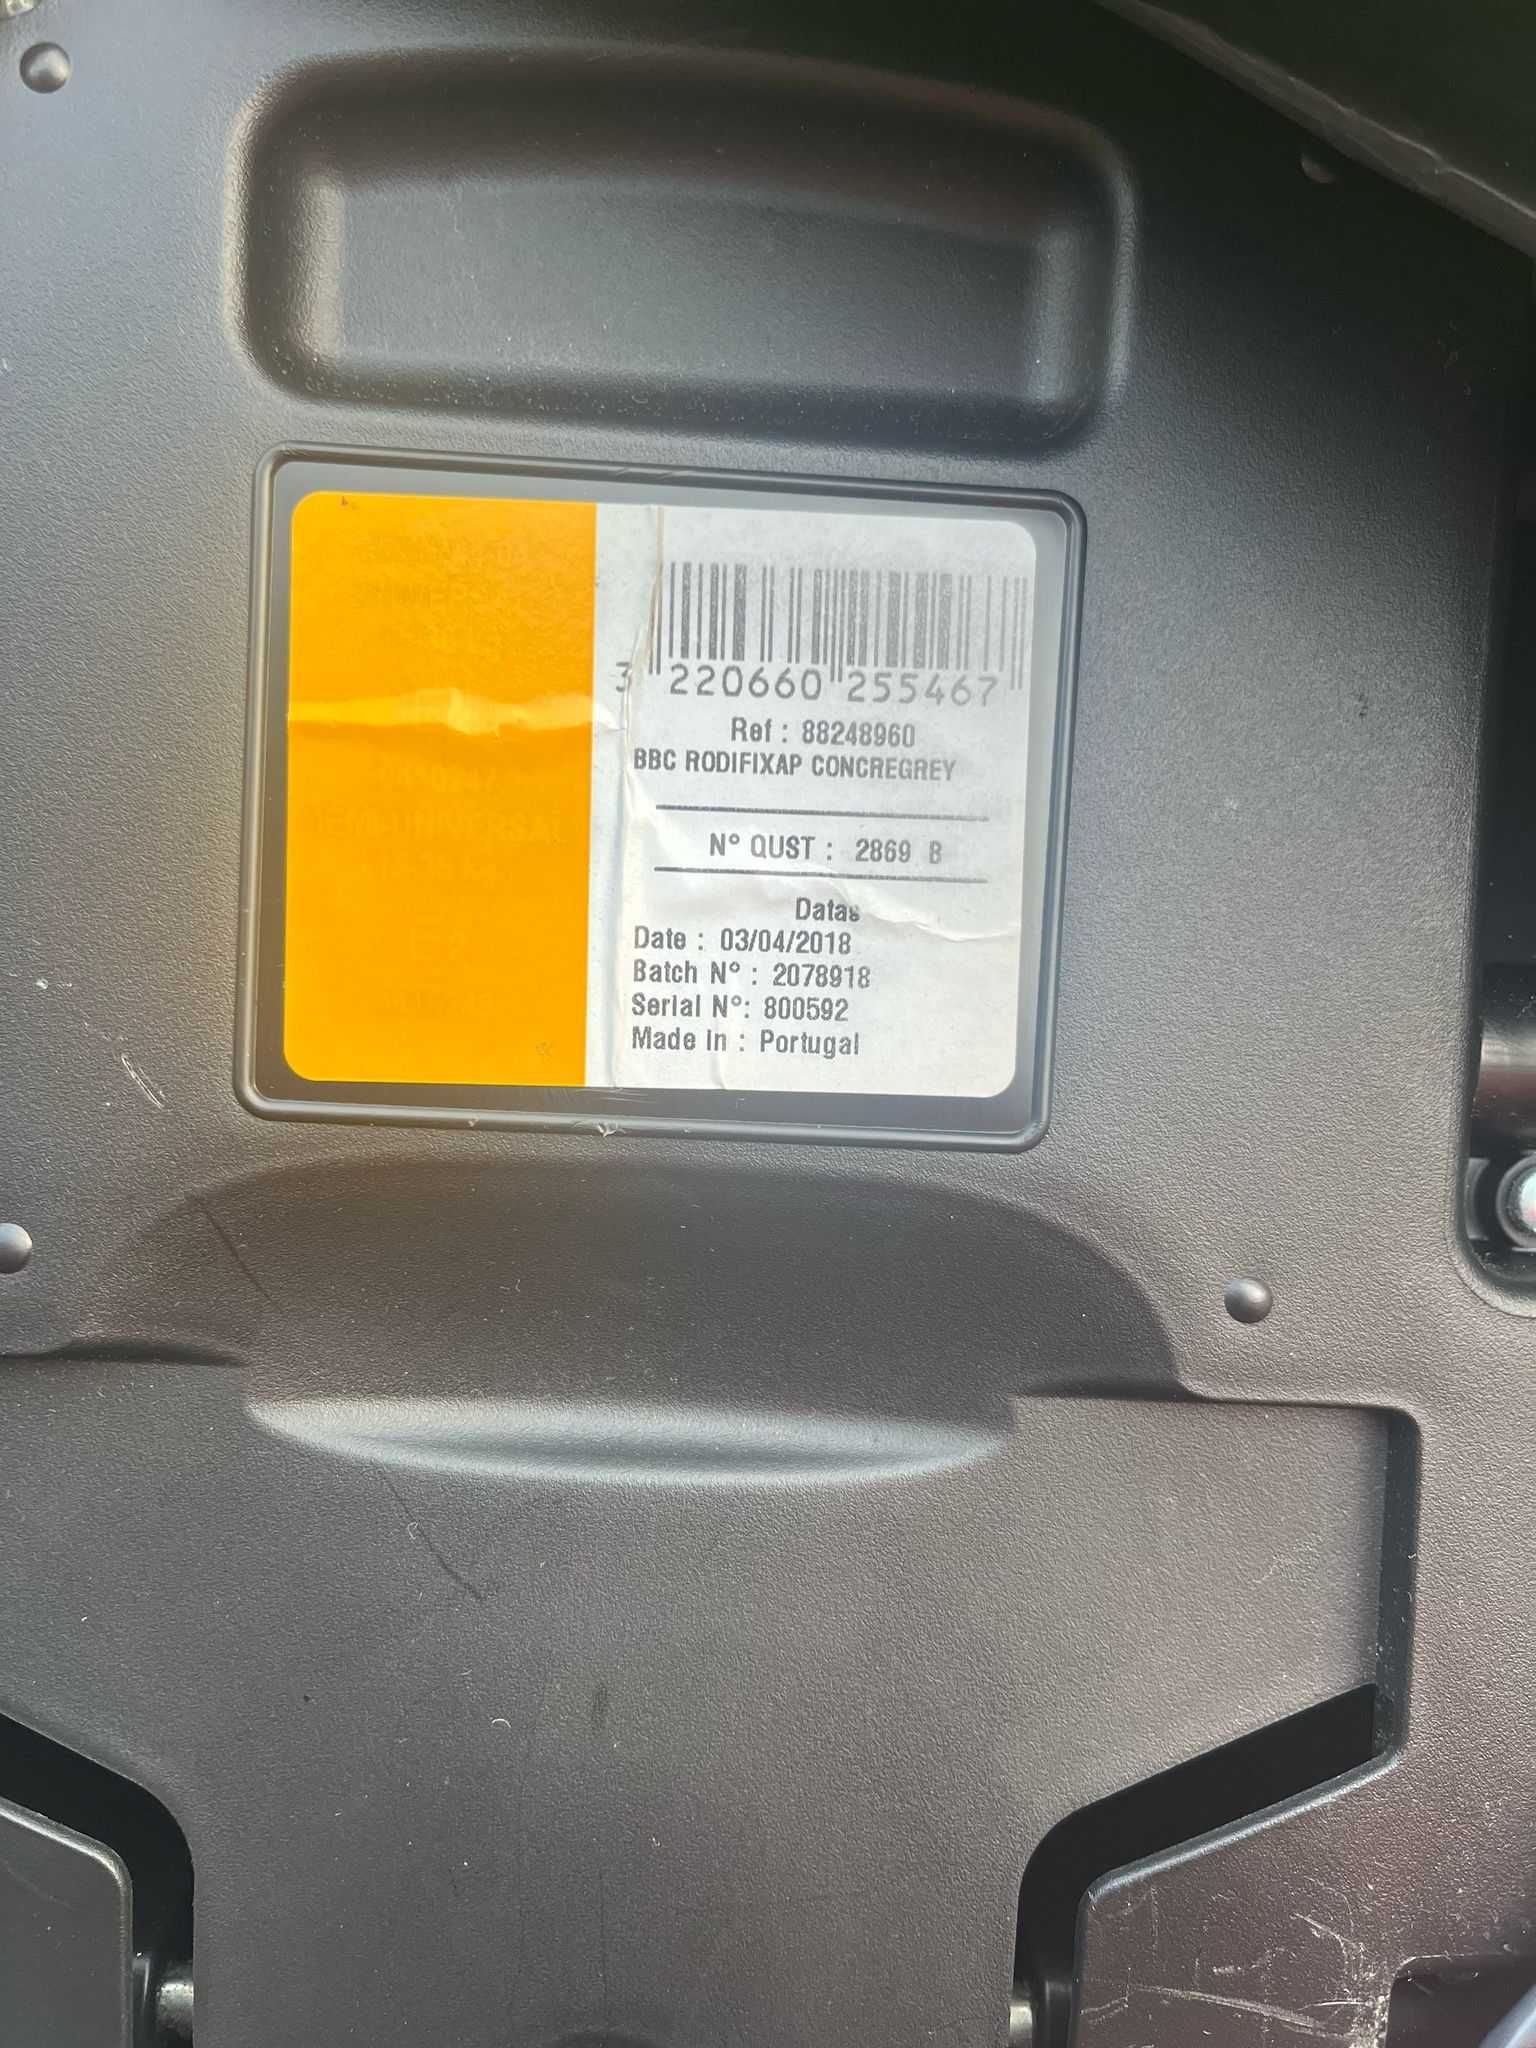 3 220660 255467
Ref : 88248960
BBC RODIFIXAP CONCREGREY
N° QUST : 2869 B
Datas
Date : 03/04/2018
Batch N° : 2078918
Serial N°: 800592
Made in : Portugal